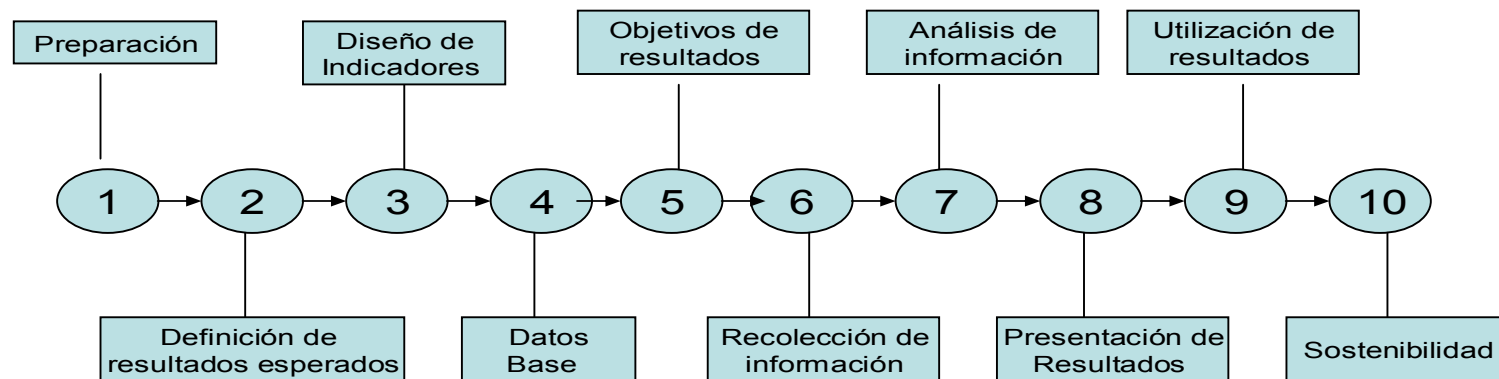 Preparación
Diseño de
Indicadores
Objetivos de
resultados
Análisis de
información
Utilización de
resultados
1
2
3
4
5
6
7
8
9
10
Definición de
resultados esperados
Datos
Base
Recolección de
información
Presentación de
Resultados
Sostenibilidad